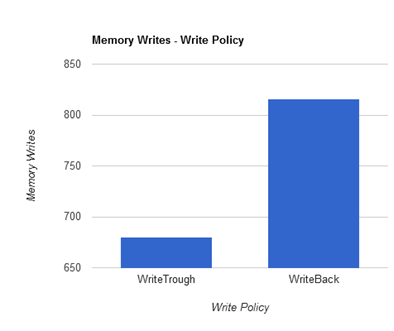 Memory Writes - Write Policy
850
800
750
700
650
Memory Writes
WriteTrough
WriteBack
Write Policy